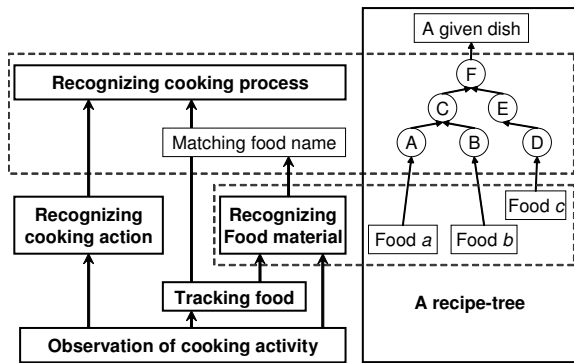 A given dish
F
Recognizing cooking process
C
E
Matching food name
A
B
D
Recognizing
cooking action
Recognizing
Food material
Food c
Food a
Food b
Tracking food
A recipe-tree
Observation of cooking activity